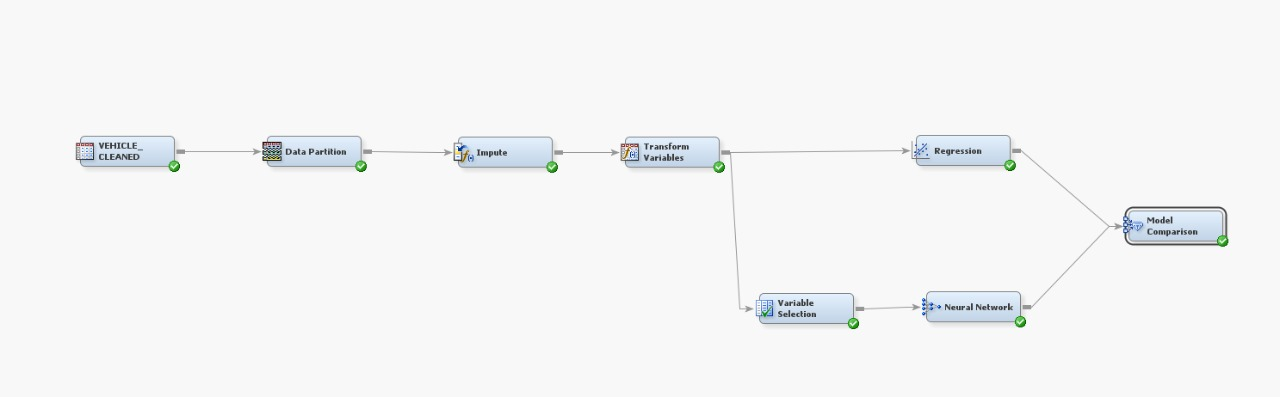 VEHICLE_
CLEANED
Data Partition
Impute
Transform
Variables
Regression
Model
Comparison
Variable
Selection
Neural Network